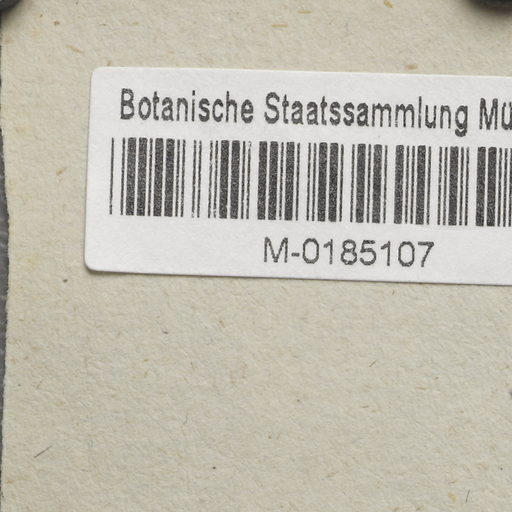 Botanische Staatssammlung Mü
M-0185107